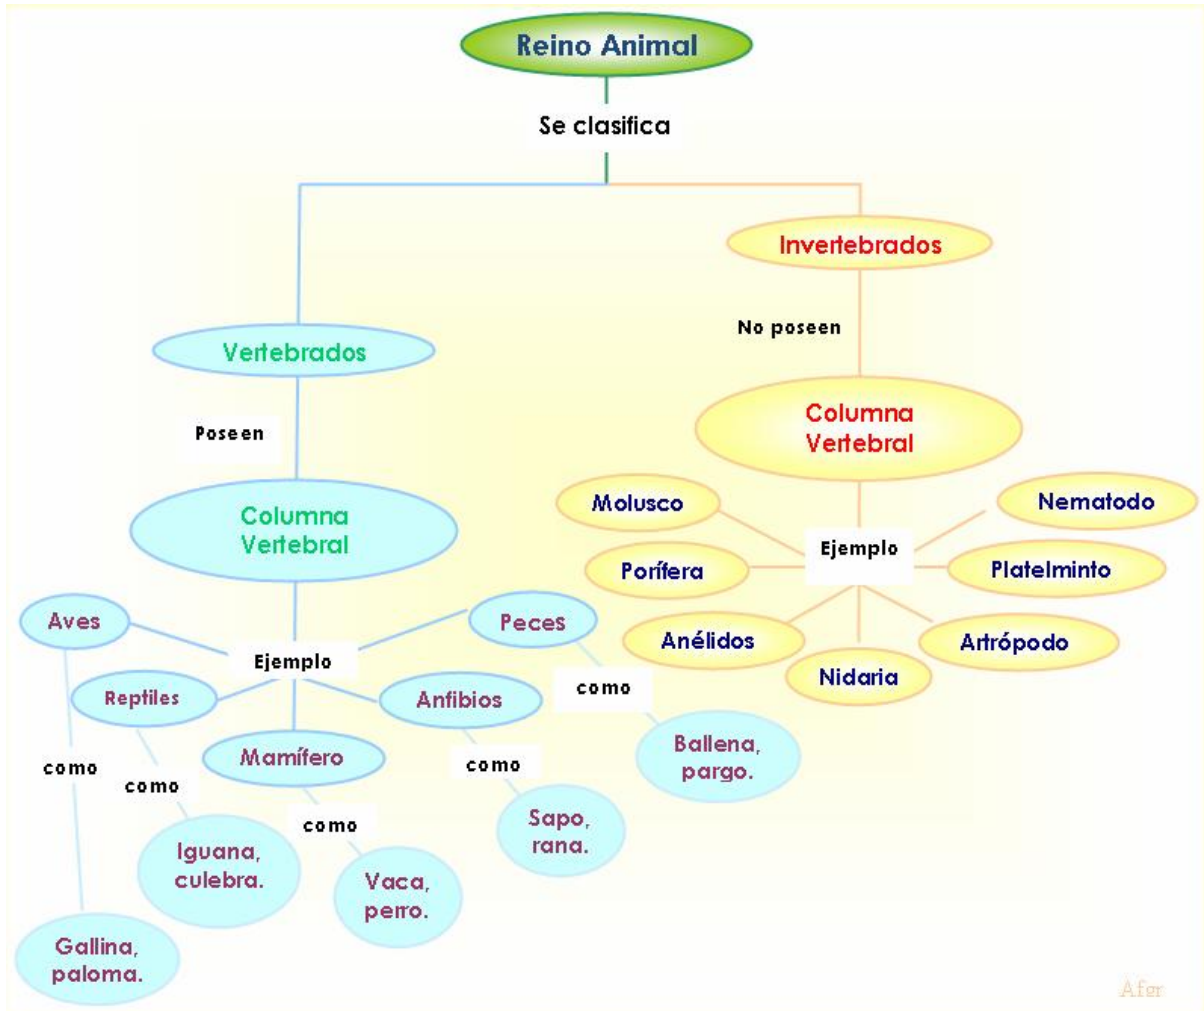 Reino Animal
Se clasifica
Invertebrados
No poseen
Columna
Vertebral
Molusco
Nematodo
Ejemplo
Porífera
Platelminto
Anélidos
Artrópodo
Nidaria
Vertebrados
Poseen
Columna
Vertebral
Aves
Peces
Ejemplo
Reptiles
Anfibios
Mamífero
como
Ballena,
pargo.
como
como
como
como
Sapo,
rana.
Iguana,
culebra.
Vaca,
perro.
Gallina,
paloma.
Afgr